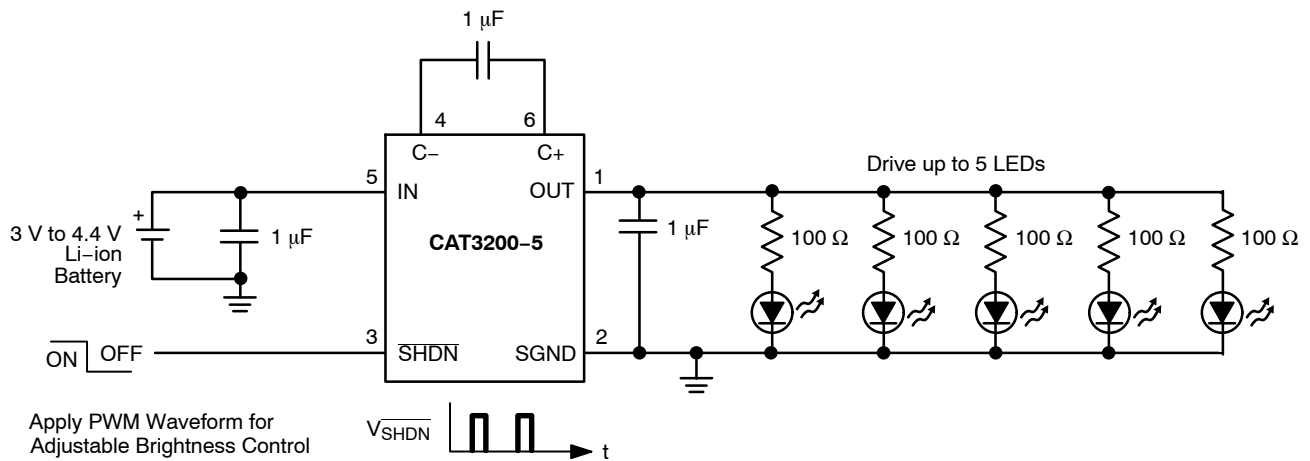 1 μF
4
6
C−
C+
Drive up to 5 LEDs
5
IN
OUT
1
+
3 V to 4.4 V
Li−ion
Battery
1 μF
CAT3200−5
1 μF
100 Ω
100 Ω
100 Ω
100 Ω
100 Ω
ON
OFF
3
SHDN
SGND
2
Apply PWM Waveform for
Adjustable Brightness Control
VSHDN
t